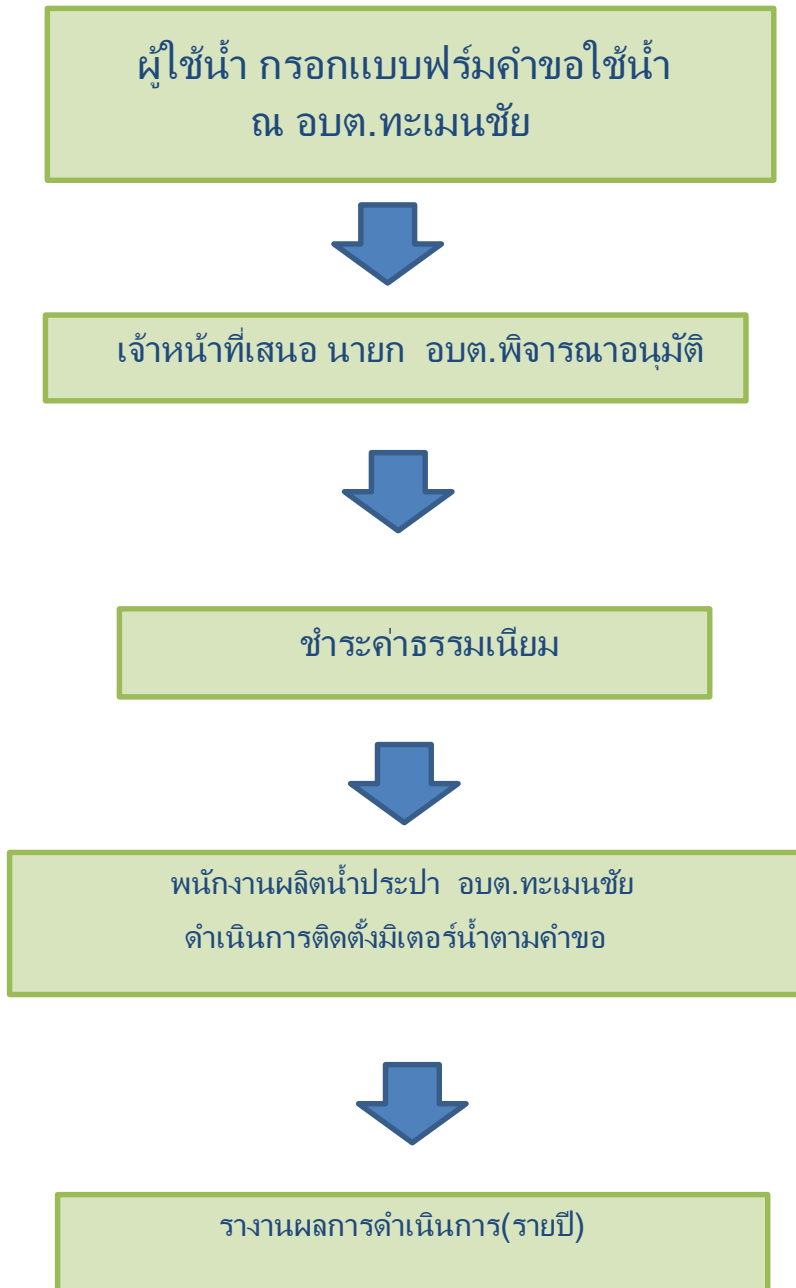 ผู้ใช้น้ำ กรอกแบบฟร์มคำขอใช้น้ำ
ณ อบต.ทะเมนชัย
เจ้าหน้าที่เสนอ นายก อบต.พิจารณาอนุมัติ
ชำระค่าธรรมเนียม
พนักงานผลิตน้ำประปา อบต.ทะเมนชัย
ดำเนินการติดตั้งมิเตอร์น้ำตามคำขอ
รางานผลการดำเนินการ(รายปี)